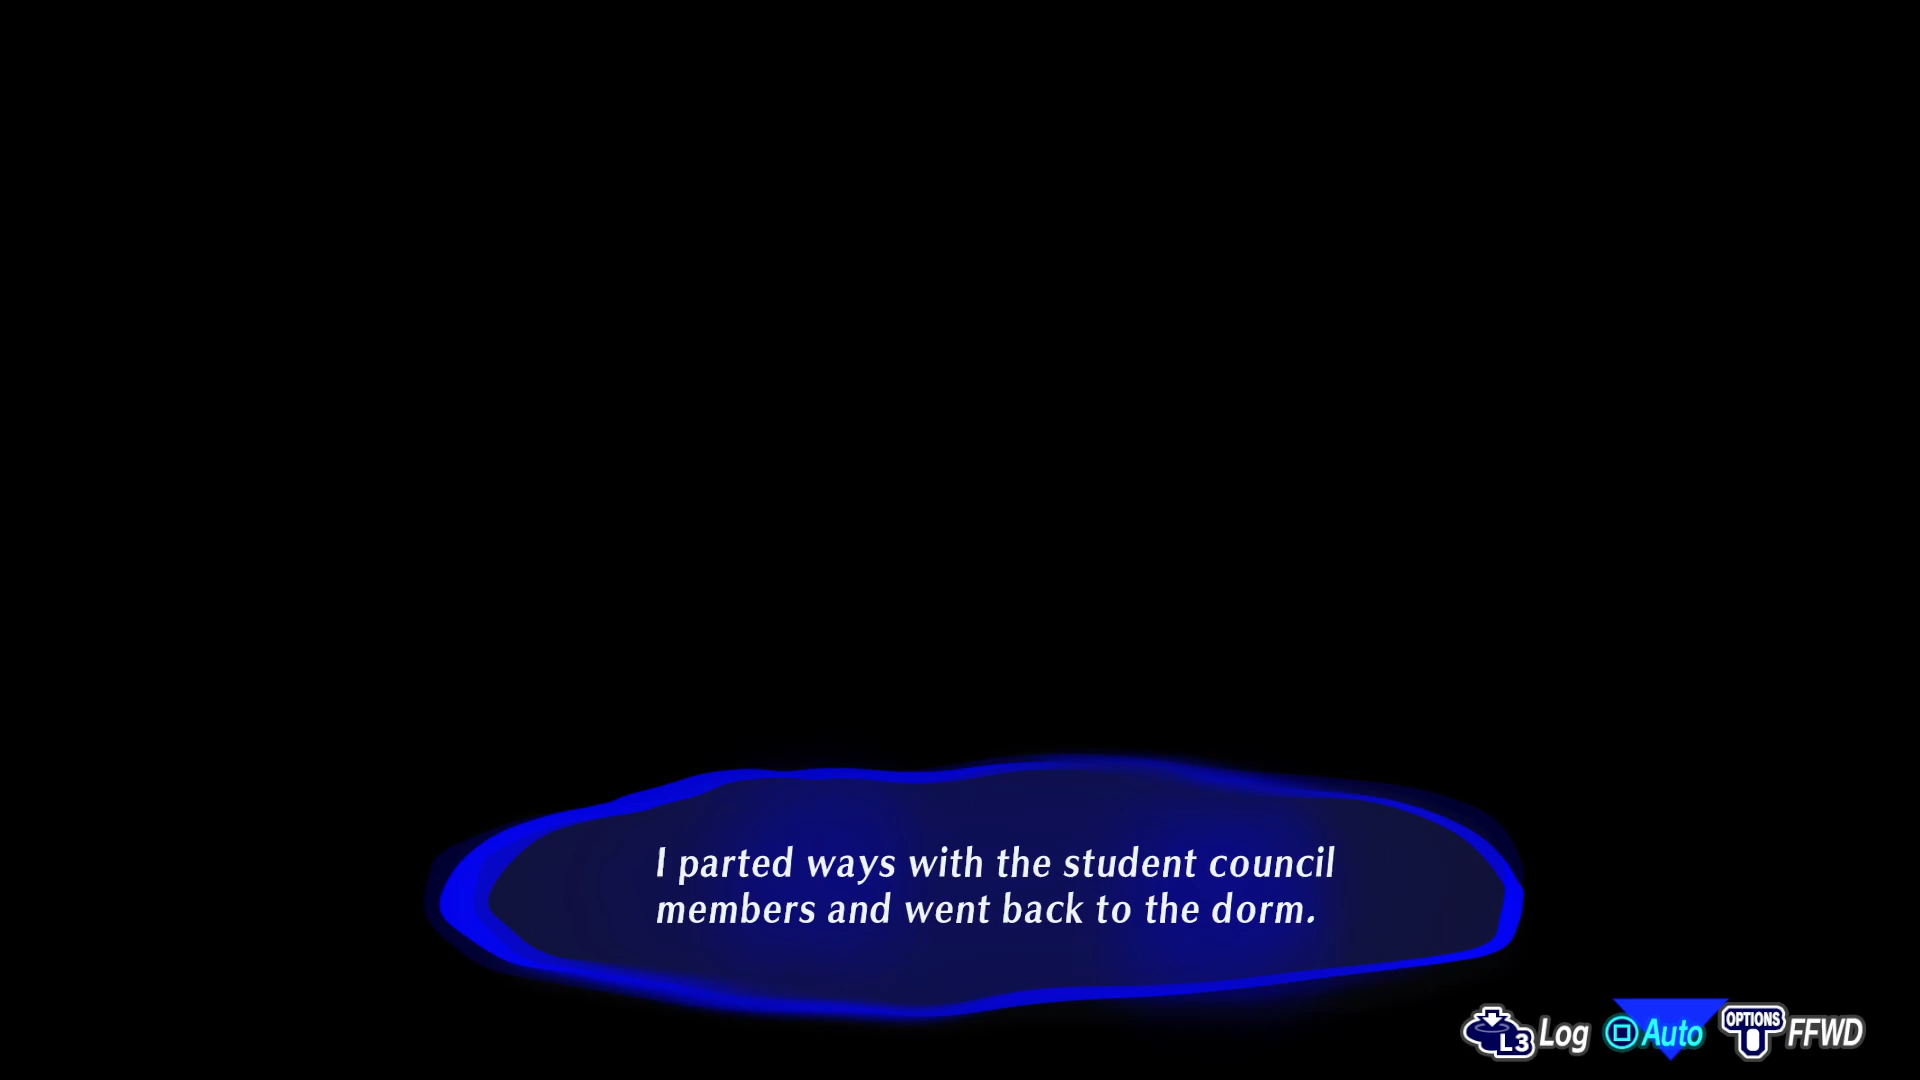 I parted ways with the student council
members and went back to the dorm.
L3 Log Auto OPTIONS FFWD